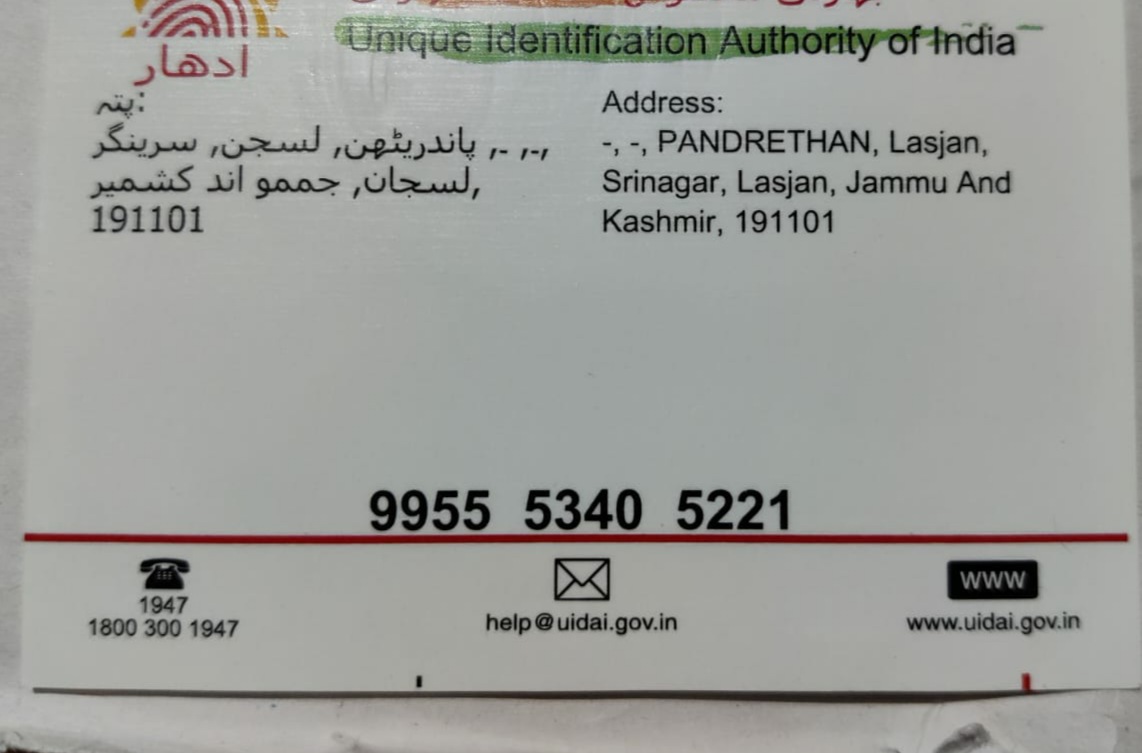 Unique Identification Authority of India
ادھار
پتہ:
-,-, -, پاندریٹھن, لسجن, سرینگر,
لسجان, جممو اند کشمیر,
191101
Address:
-, -, PANDRETHAN, Lasjan,
Srinagar, Lasjan, Jammu And
Kashmir, 191101
9955 5340 5221
1947
1800 300 1947
help@uidai.gov.in
WWW
www.uidai.gov.in